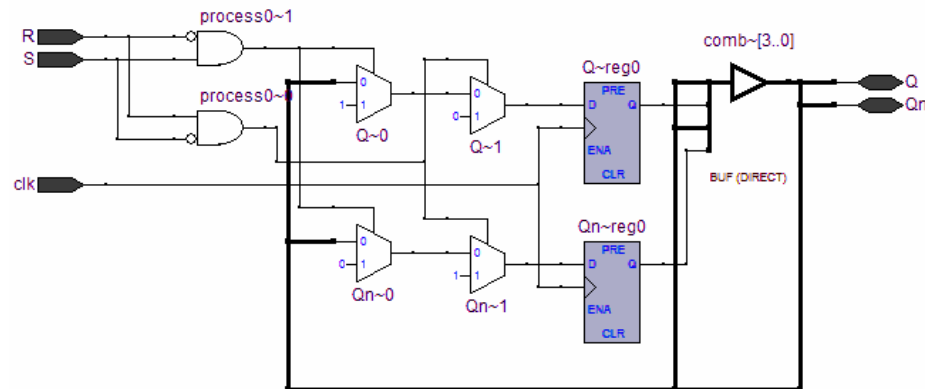 process0~1
R
S
process0~
clk
0
1
1
Q~0
0
0
1
Q~1
Q~reg0
PRE
D
Q
ENA
CLR
comb~[3..0]
BUF (DIRECT)
Q
Qn
0
0
1
Qn~0
0
1
1
Qn~1
Qn~reg0
PRE
D
Q
ENA
CLR